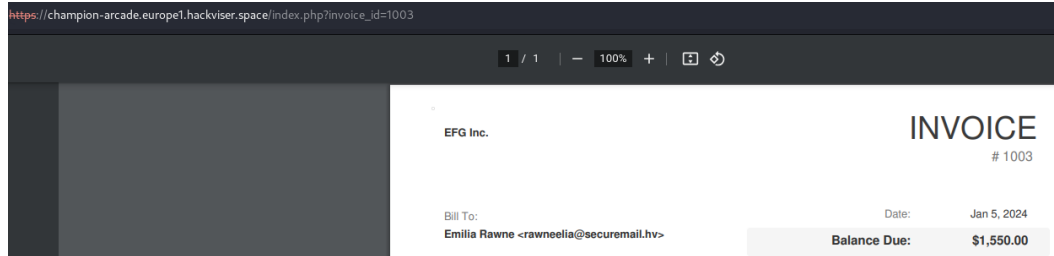 https://champion-arcade.europe1.hackviser.space/index.php?invoice_id=1003
1 / 1 | — 100% + |
EFG Inc.
INVOICE
# 1003
Bill To:
Emilia Rawne <rawneelia@securemail.hv>
Date: Jan 5, 2024
Balance Due: $1,550.00